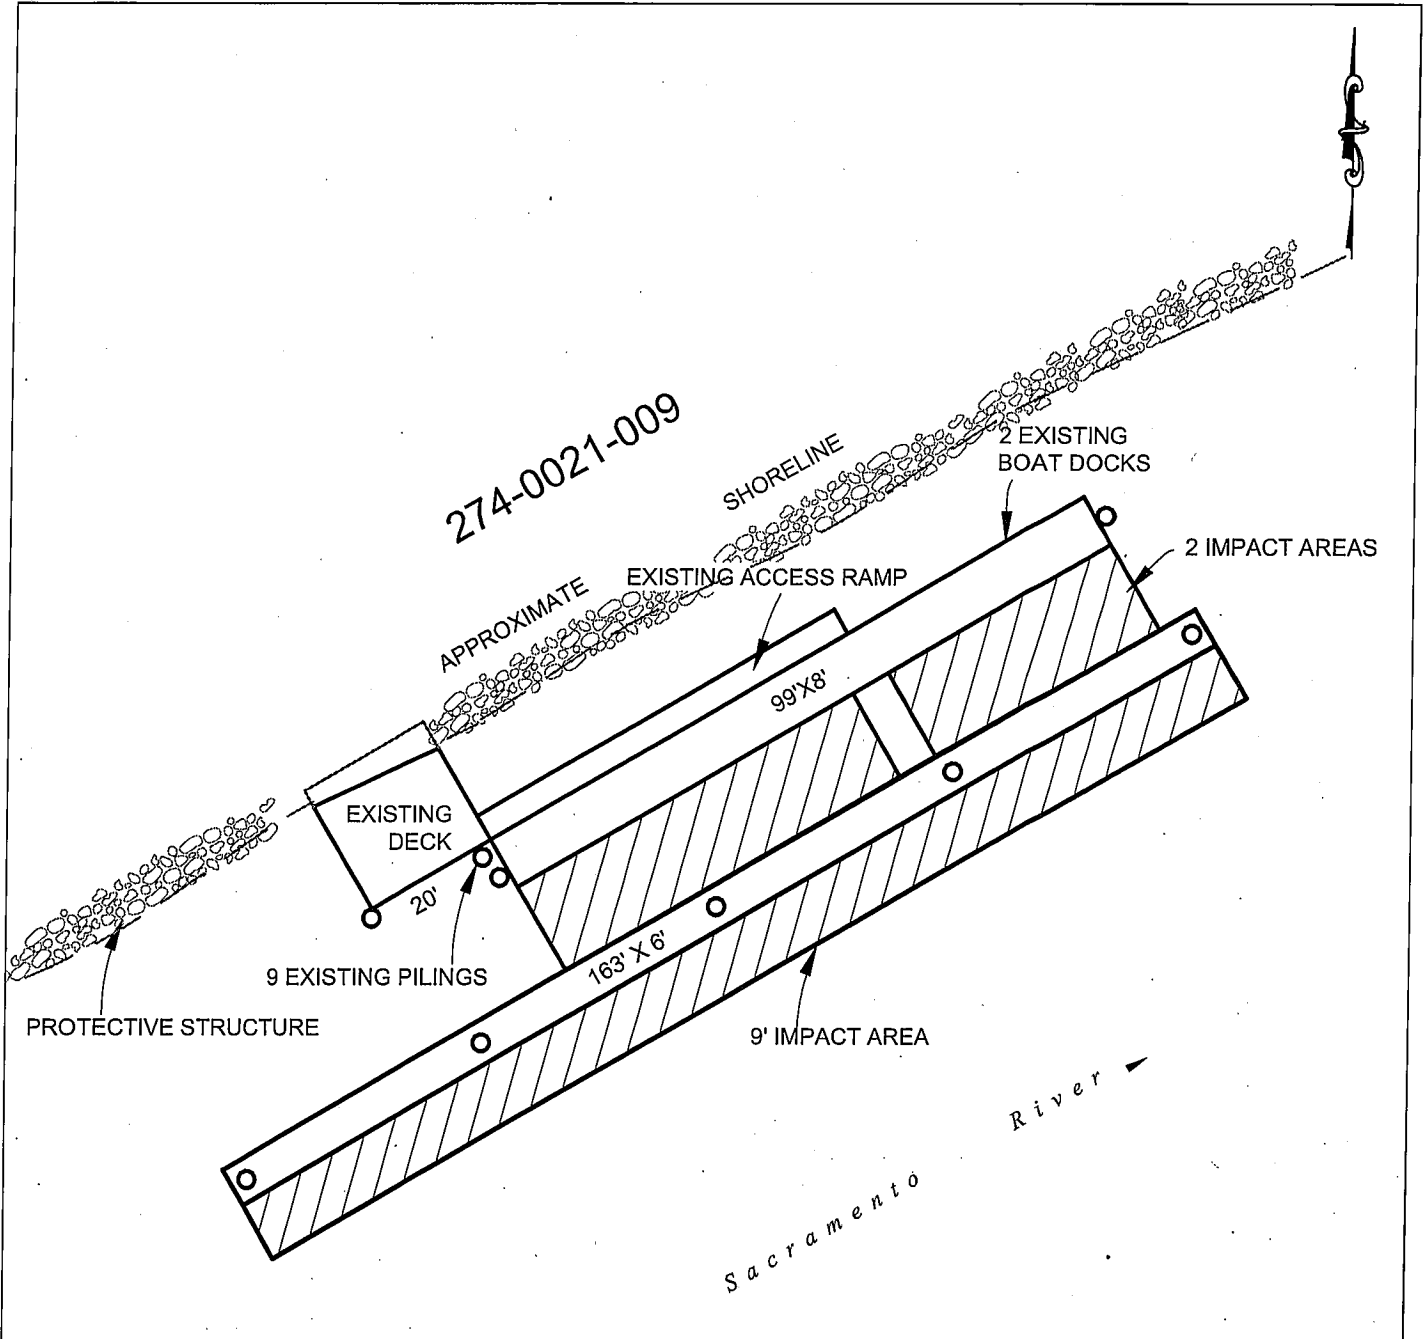 274-0021-009
APPROXIMATE SHORELINE
2 EXISTING
BOAT DOCKS
2 IMPACT AREAS
EXISTING ACCESS RAMP
99'X8'
EXISTING
DECK
20'
9 EXISTING PILINGS
163' X 6'
PROTECTIVE STRUCTURE
9' IMPACT AREA
Sacramento River